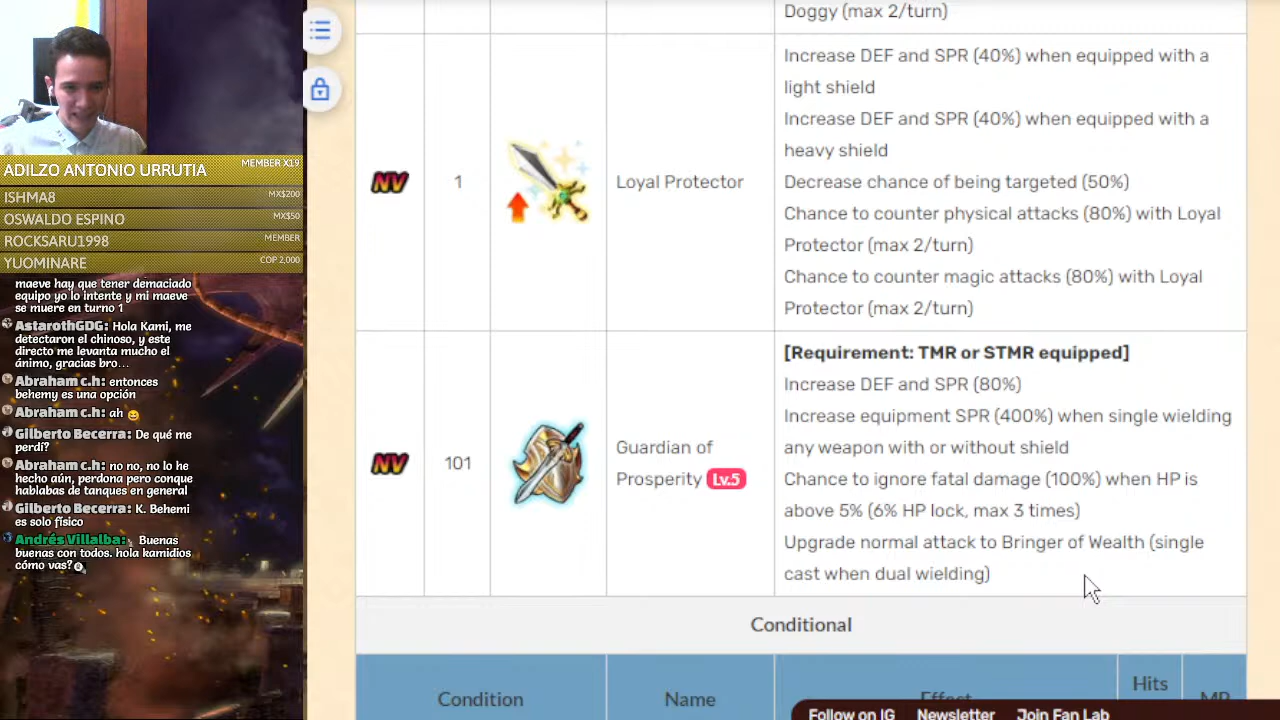 ADILZO ANTONIO URRUTIA MEMBER X19
ISHMA8 MX$200
OSWALDO ESPINO MX$50
ROCKSARU1998 MEMBER
YUOMINARE COP 2,000
maeve hay que tener demaciado
equipo yo lo intente y mi maeve
se muere en turno 1
AstarothGDG: Hola Kami, me
detectaron el chinoso, y este
directo me levanta mucho el
ánimo, gracias bro...
Abraham c.h: entonces
behemy es una opción
Abraham c.h: ah
Gilberto Becerra: De qué me
perdí?
Abraham c.h: no no, no lo he
hecho aún, perdona pero conque
hablabas de tanques en general
Gilberto Becerra: K. Behemi
es solo físico
Andrés Villalba: Buenas
buenas con todos. hola kamidios
cómo vas?
Doggy (max 2/turn)
NV 1 Loyal Protector
Increase DEF and SPR (40%) when equipped with a
light shield
Increase DEF and SPR (40%) when equipped with a
heavy shield
Decrease chance of being targeted (50%)
Chance to counter physical attacks (80%) with Loyal
Protector (max 2/turn)
Chance to counter magic attacks (80%) with Loyal
Protector (max 2/turn)
NV 101 Guardian of
Prosperity Lv.5
[Requirement: TMR or STMR equipped]
Increase DEF and SPR (80%)
Increase equipment SPR (400%) when single wielding
any weapon with or without shield
Chance to ignore fatal damage (100%) when HP is
above 5% (6% HP lock, max 3 times)
Upgrade normal attack to Bringer of Wealth (single
cast when dual wielding)
Conditional
Condition Name Effect Hits MP
Follow on IG Newsletter Join Fan Lab